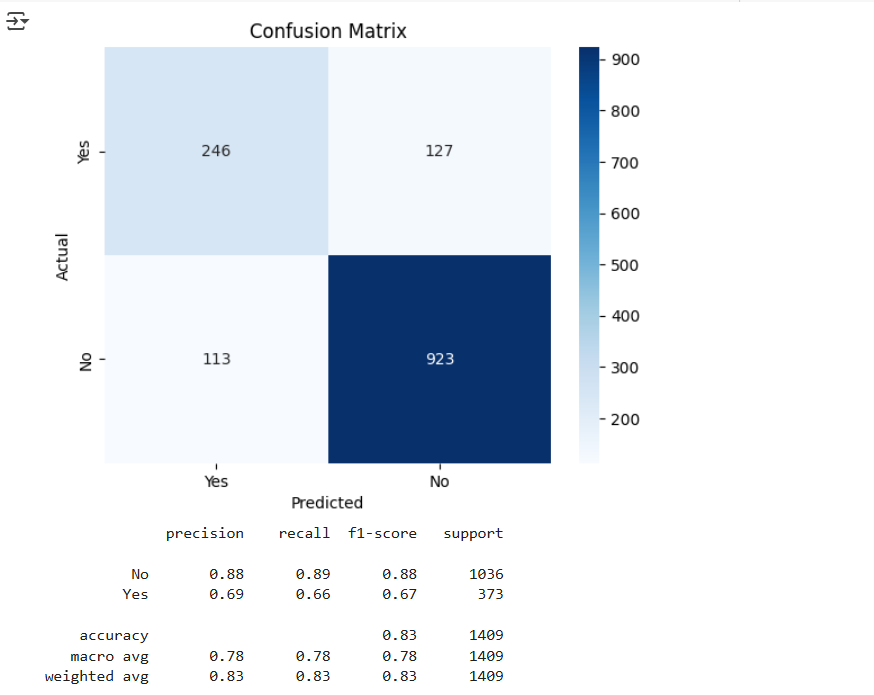 Confusion Matrix
Yes
246
127
No
113
923
Actual
Yes
No
Predicted
900
800
700
600
500
400
300
200
precision recall f1-score support
No 0.88 0.89 0.88 1036
Yes 0.69 0.66 0.67 373
accuracy 0.83 1409
macro avg 0.78 0.78 0.78 1409
weighted avg 0.83 0.83 0.83 1409